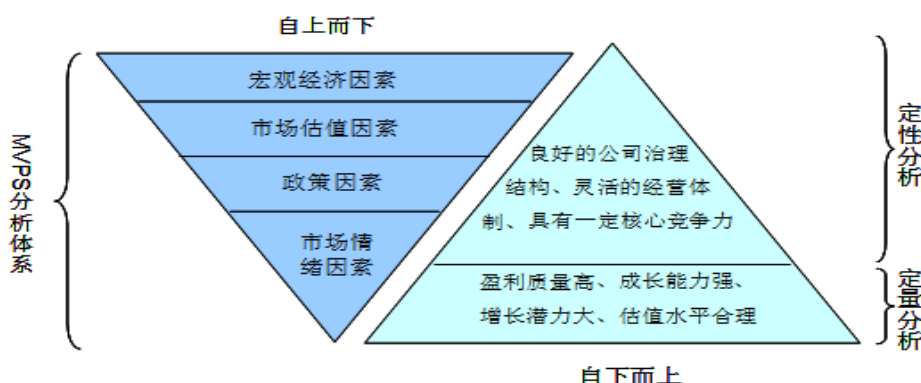 自上而下
宏观经济因素
市场估值因素
政策因素
市场情
绪因素
MVPS分析体系
良好的公司治理
结构、灵活的经营体
制、具有一定核心竞争力
盈利质量高、成长能力强、
增长潜力大、估值水平合理
定性分析
定量分析
自下而上